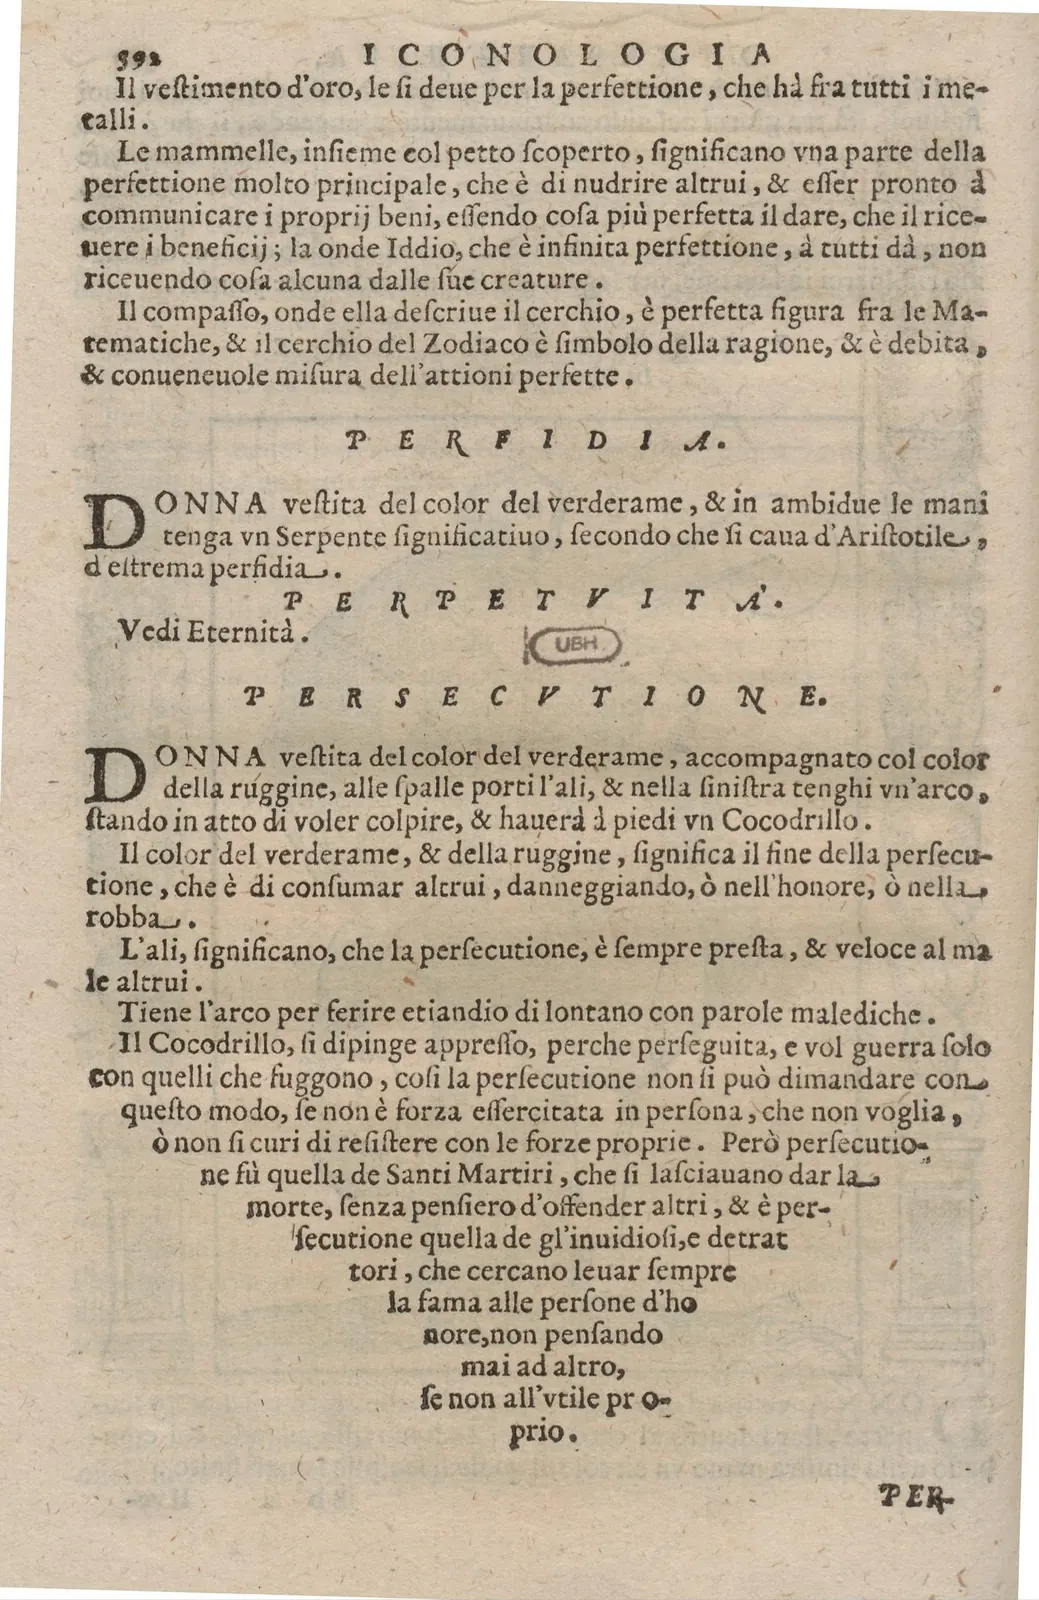 392 ICONOLOGIA
Il veſtimento d'oro, le ſi deue per la perfettione, che hà fra tutti i me-
talli.
Le mammelle, inſieme col petto ſcoperto, ſignificano vna parte della
perfettione molto principale, che è di nudrire altrui, & eſſer pronto à
communicare i proprij beni, eſſendo coſa più perfetta il dare, che il rice-
uere i beneficij; la onde Iddio, che è infinita perfettione, à tutti dà, non
riceuendo coſa alcuna dalle ſue creature.
Il compaſſo, onde ella deſcriue il cerchio, è perfetta figura fra le Ma-
tematiche, & il cerchio del Zodiaco è ſimbolo della ragione, & è debita,
& conueneuole miſura dell'attioni perfette.
PERFIDIA.
DONNA veſtita del color del verderame, & in ambidue le mani
tenga vn Serpente ſignificatiuo, ſecondo che ſi caua d'Ariſtotile,
d'eſtrema perfidia.
PERPETVITÀ.
Vedi Eternità.
UBH
PERSECVTIONE.
DONNA veſtita del color del verderame, accompagnato col color
della ruggine, alle ſpalle porti l'ali, & nella ſiniſtra tenghi vn'arco,
ſtando in atto di voler colpire, & hauerà à piedi vn Cocodrillo.
Il color del verderame, & della ruggine, ſignifica il fine della perſecu-
tione, che è di conſumar altrui, danneggiando, ò nell'honore, ò nella
robba.
L'ali, ſignificano, che la perſecutione, è ſempre preſta, & veloce al ma
le altrui.
Tiene l'arco per ferire etiandio di lontano con parole malediche.
Il Cocodrillo, ſi dipinge appreſſo, perche perſeguita, e vol guerra ſolo
con quelli che fuggono, coſi la perſecutione non ſi può dimandare con
queſto modo, ſe non è forza eſſercitata in perſona, che non voglia,
ò non ſi curi di reſiſtere con le forze proprie. Però perſecutio-
ne fù quella de Santi Martiri, che ſi laſciauano dar la
morte, ſenza penſiero d'offender altri, & è per-
ſecutione quella de gl'inuidioſi,e detrat
tori, che cercano leuar ſempre
la fama alle perſone d'ho
nore,non penſando
mai ad altro,
ſe non all'vtile pro-
prio.
PER-